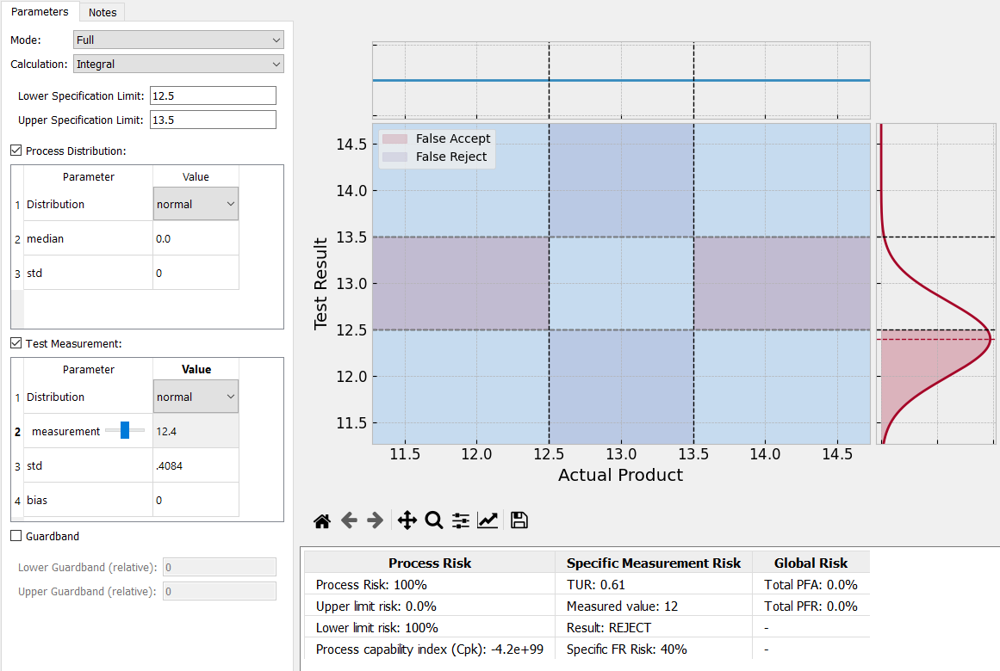 Parameters Notes
Mode: Full
Calculation: Integral
Lower Specification Limit: 12.5
Upper Specification Limit: 13.5
Process Distribution:
Parameter Value
1 Distribution normal
2 median 0.0
3 std 0
Test Measurement:
Parameter Value
1 Distribution normal
2 measurement 12.4
3 std .4084
4 bias 0
Guardband
Lower Guardband (relative): 0
Upper Guardband (relative): 0
False Accept
False Reject
14.5
14.0
13.5
13.0
12.5
12.0
11.5
Test Result
11.5 12.0 12.5 13.0 13.5 14.0 14.5
Actual Product
Process Risk Specific Measurement Risk Global Risk
Process Risk: 100% TUR: 0.61 Total PFA: 0.0%
Upper limit risk: 0.0% Measured value: 12 Total PFR: 0.0%
Lower limit risk: 100% Result: REJECT -
Process capability index (Cpk): -4.2e+99 Specific FR Risk: 40% -